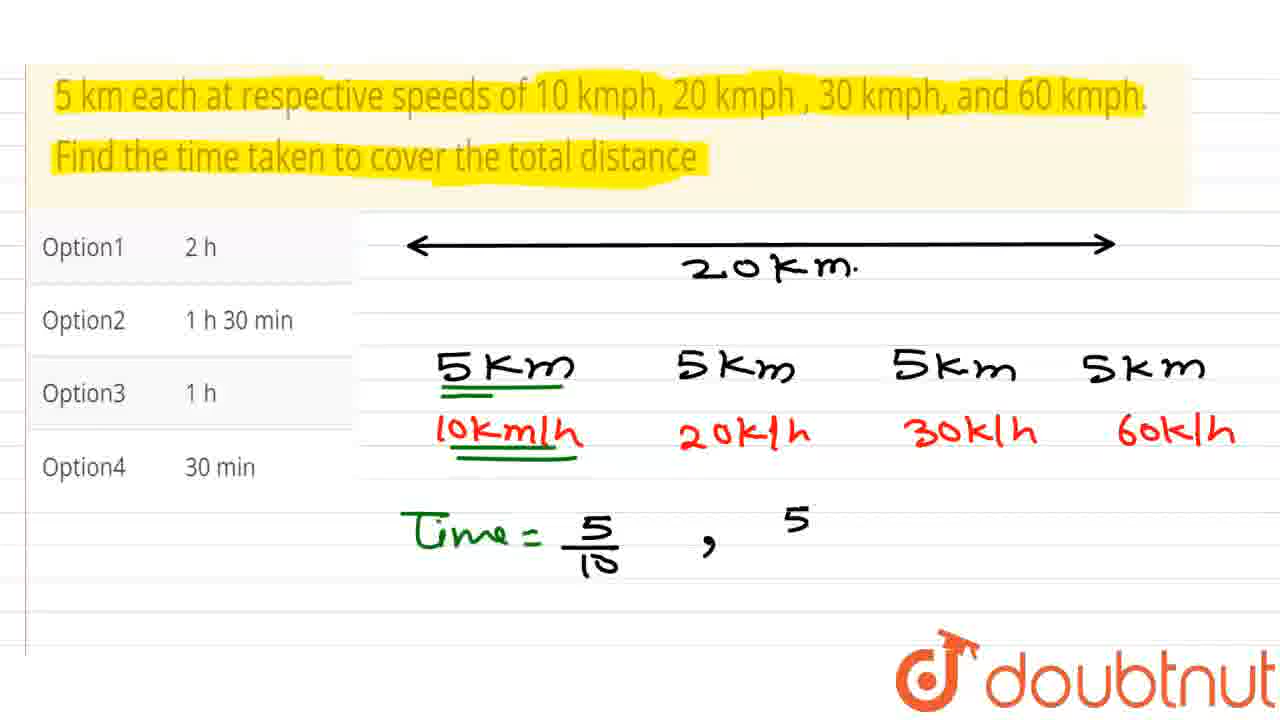 5 km each at respective speeds of 10 kmph, 20 kmph , 30 kmph, and 60 kmph.
Find the time taken to cover the total distance
Option1 2 h
Option2 1 h 30 min
Option3 1 h
Option4 30 min
20km.
5km 5km 5km 5km
10km/h 20k/h 30k/h 60k/h
Time = 5/10 , 5
doubtnut